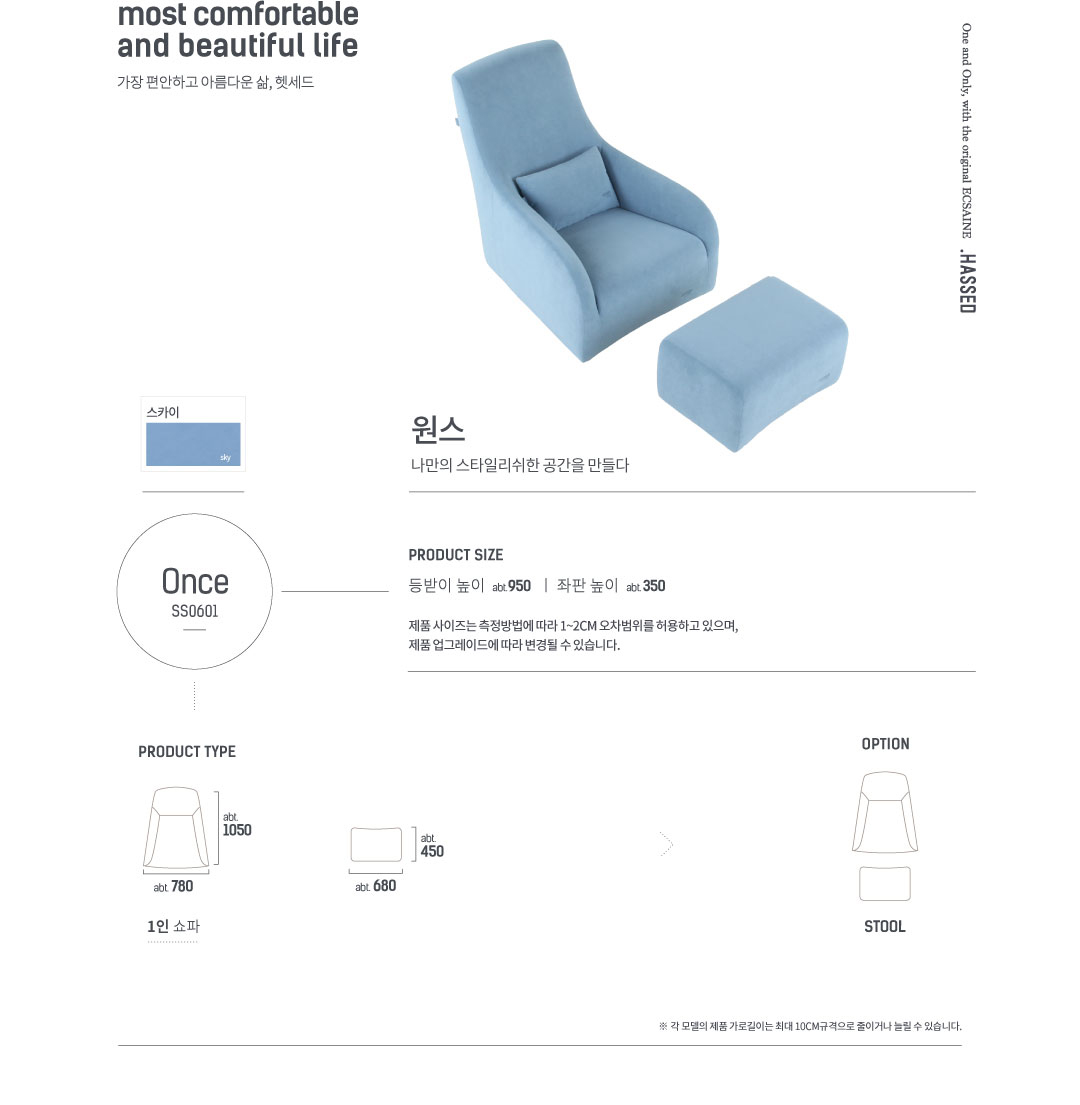 most comfortable
and beautiful life
가장 편안하고 아름다운 삶, 헷세드
One and Only, with the original ECSAINE .HASSED
스카이
sky
원스
나만의 스타일리쉬한 공간을 만들다
Once
SS0601
PRODUCT SIZE
등받이 높이 abt.950 | 좌판 높이 abt.350
제품 사이즈는 측정방법에 따라 1~2CM 오차범위를 허용하고 있으며,
제품 업그레이드에 따라 변경될 수 있습니다.
PRODUCT TYPE
abt.
1050
abt. 780
1인 쇼파
abt.
450
abt. 680
OPTION
STOOL
※ 각 모델의 제품 가로길이는 최대 10CM규격으로 줄이거나 늘릴 수 있습니다.